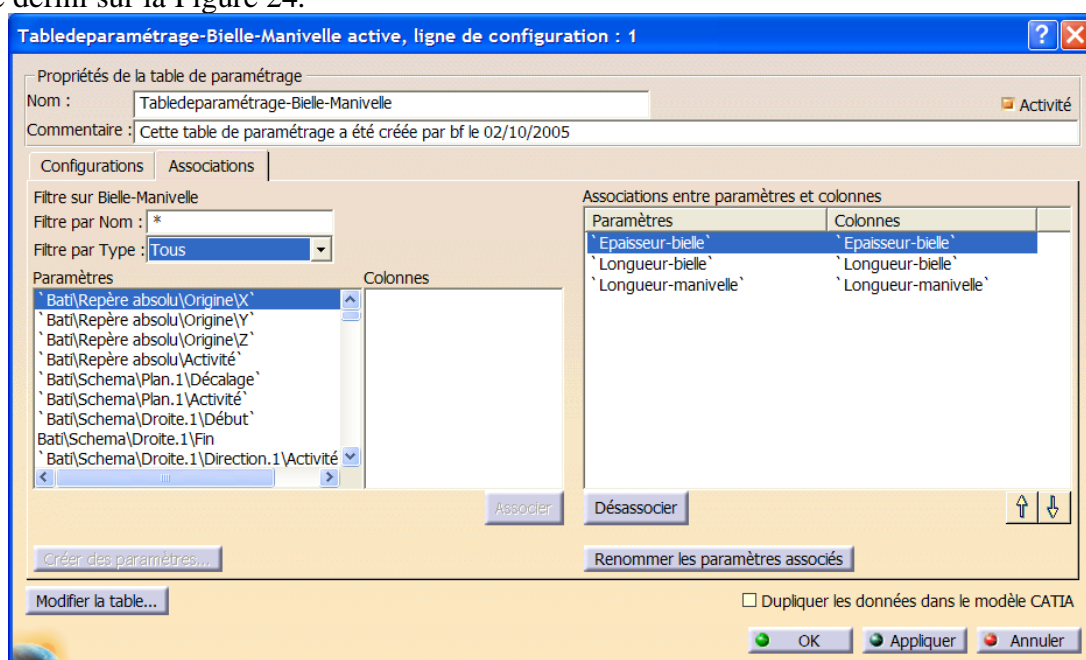 défini sur la Figure 24.
Tabledeparamétrage-Bielle-Manivelle active, ligne de configuration : 1
Propriétés de la table de paramétrage
Nom : Tabledeparamétrage-Bielle-Manivelle
Activité
Commentaire : Cette table de paramétrage a été créée par bf le 02/10/2005
Configurations Associations
Filtre sur Bielle-Manivelle
Filtre par Nom : *
Filtre par Type : Tous
Paramètres Colonnes
`Bati\Repère absolu\Origine\X`
`Bati\Repère absolu\Origine\Y`
`Bati\Repère absolu\Origine\Z`
`Bati\Repère absolu\Activité`
`Bati\Schema\Plan.1\Décalage`
`Bati\Schema\Plan.1\Activité`
`Bati\Schema\Droite.1\Début`
Bati\Schema\Droite.1\Fin
`Bati\Schema\Droite.1\Direction.1\Activité
Associer
Créer des paramètres...
Associations entre paramètres et colonnes
Paramètres Colonnes
`Epaisseur-bielle` `Epaisseur-bielle`
`Longueur-bielle` `Longueur-bielle`
`Longueur-manivelle` `Longueur-manivelle`
Désassocier
Renommer les paramètres associés
Modifier la table...
Dupliquer les données dans le modèle CATIA
OK Appliquer Annuler